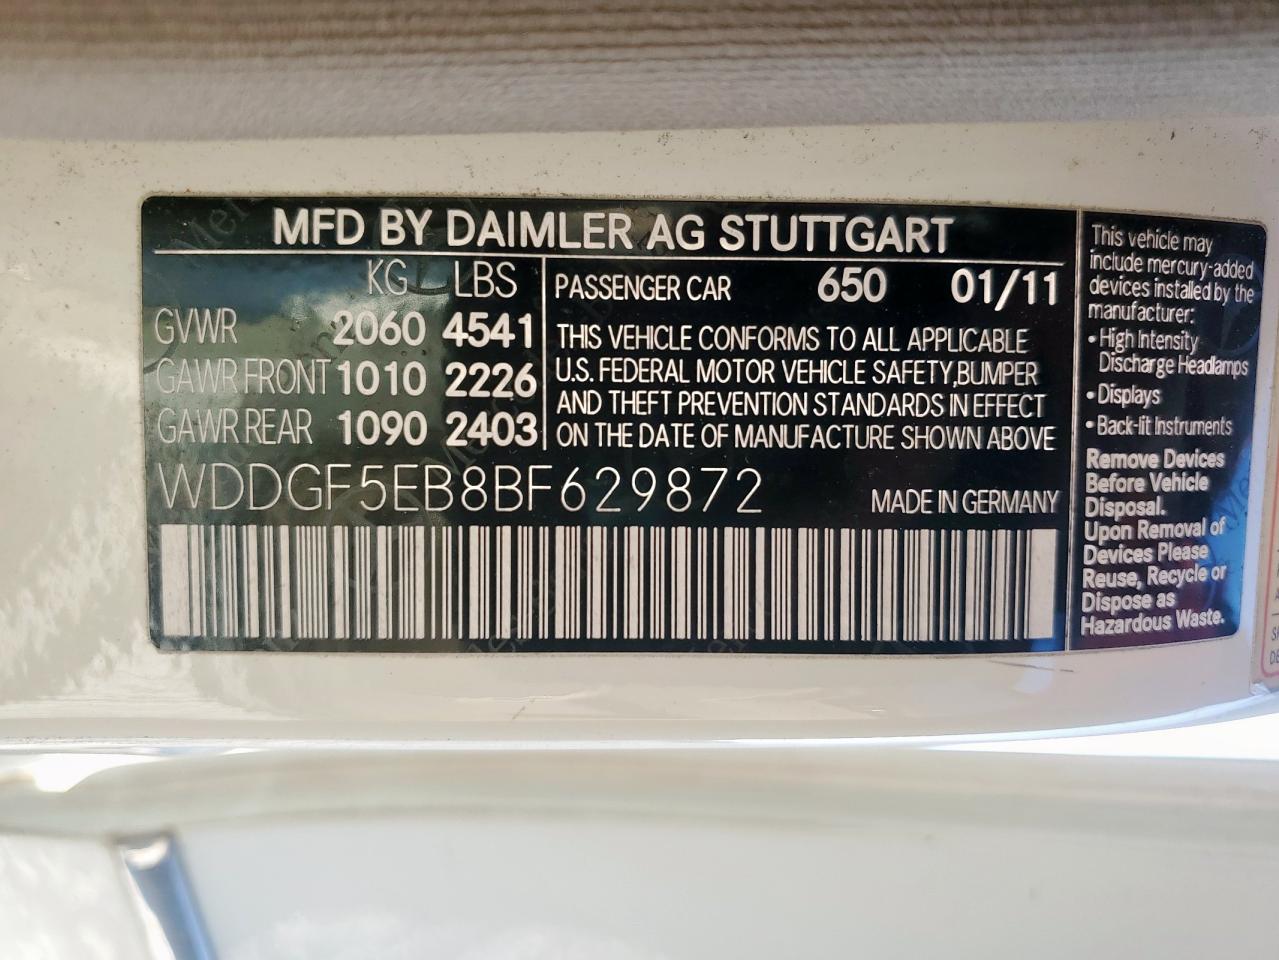 MFD BY DAIMLER AG STUTTGART
KG LBS
GVWR 2060 4541
GAWR FRONT 1010 2226
GAWR REAR 1090 2403
PASSENGER CAR 650 01/11
THIS VEHICLE CONFORMS TO ALL APPLICABLE
U.S. FEDERAL MOTOR VEHICLE SAFETY,BUMPER
AND THEFT PREVENTION STANDARDS IN EFFECT
ON THE DATE OF MANUFACTURE SHOWN ABOVE
WDDGF5EB8BF629872
MADE IN GERMANY
This vehicle may
include mercury-added
devices installed by the
manufacturer:
• High Intensity
Discharge Headlamps
• Displays
• Back-lit Instruments
Remove Devices
Before Vehicle
Disposal.
Upon Removal of
Devices Please
Reuse, Recycle or
Dispose as
Hazardous Waste.